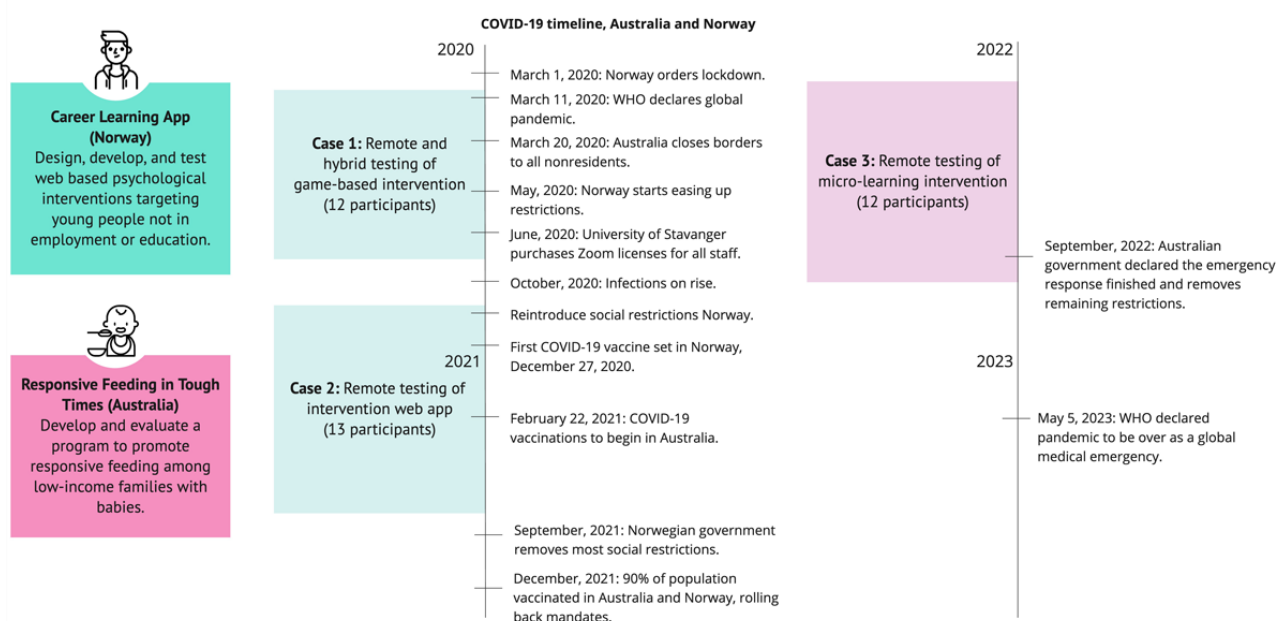 COVID-19 timeline, Australia and Norway
Career Learning App
(Norway)
Design, develop, and test
web based psychological
interventions targeting
young people not in
employment or education.
Responsive Feeding in Tough
Times (Australia)
Develop and evaluate a
program to promote
responsive feeding among
low-income families with
babies.
2020
Case 1: Remote and
hybrid testing of
game-based intervention
(12 participants)
Case 2: Remote testing of
intervention web app
(13 participants)
2021
March 1, 2020: Norway orders lockdown.
March 11, 2020: WHO declares global
pandemic.
March 20, 2020: Australia closes borders
to all nonresidents.
May, 2020: Norway starts easing up
restrictions.
June, 2020: University of Stavanger
purchases Zoom licenses for all staff.
October, 2020: Infections on rise.
Reintroduce social restrictions Norway.
First COVID-19 vaccine set in Norway,
December 27, 2020.
February 22, 2021: COVID-19
vaccinations to begin in Australia.
September, 2021: Norwegian government
removes most social restrictions.
December, 2021: 90% of population
vaccinated in Australia and Norway, rolling
back mandates.
2022
Case 3: Remote testing of
micro-learning intervention
(12 participants)
September, 2022: Australian
government declared the emergency
response finished and removes
remaining restrictions.
2023
May 5, 2023: WHO declared
pandemic to be over as a global
medical emergency.